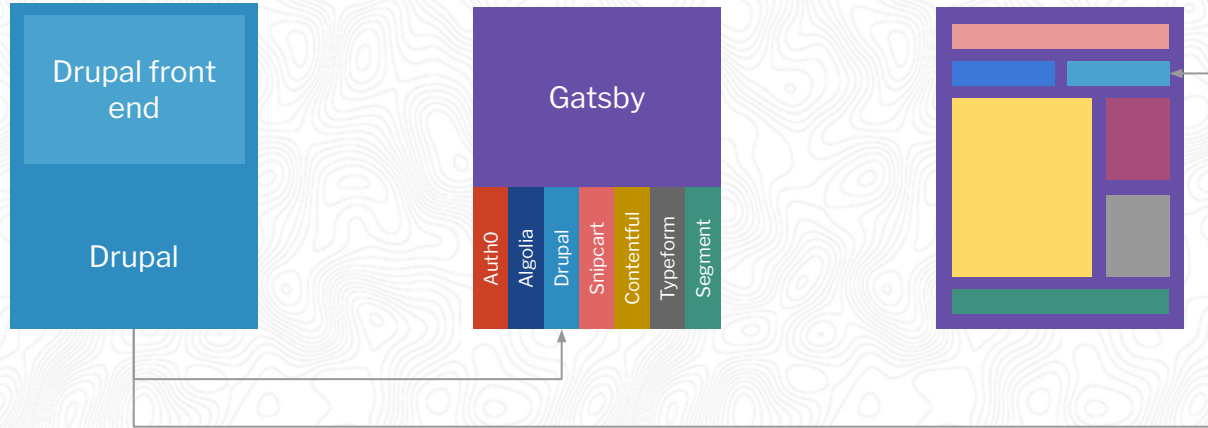 Drupal front
end
Drupal
Gatsby
Auth0
Algolia
Drupal
Snipcart
Contentful
Typeform
Segment